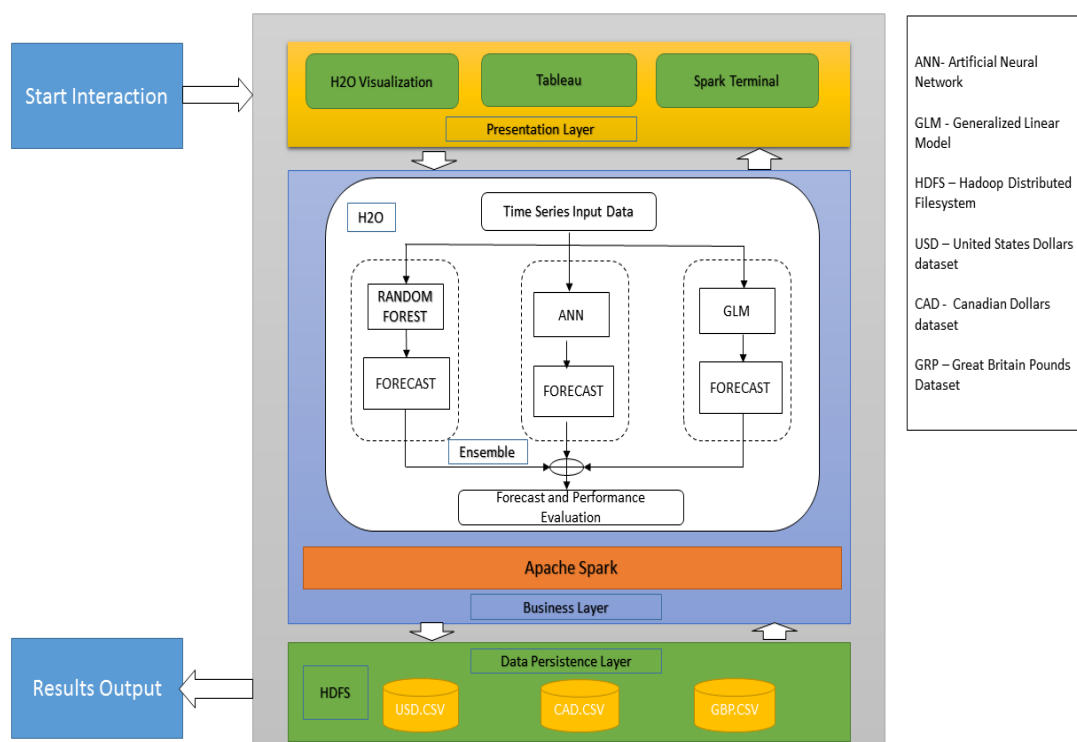 Start Interaction
H2O Visualization
Tableau
Spark Terminal
Presentation Layer
H2O
Time Series Input Data
RANDOM
FOREST
ANN
GLM
FORECAST
FORECAST
FORECAST
Ensemble
Forecast and Performance
Evaluation
Apache Spark
Business Layer
Data Persistence Layer
HDFS
USD.CSV
CAD.CSV
GBP.CSV
Results Output
ANN- Artificial Neural
Network
GLM - Generalized Linear
Model
HDFS – Hadoop Distributed
Filesystem
USD – United States Dollars
dataset
CAD - Canadian Dollars
dataset
GRP – Great Britain Pounds
Dataset